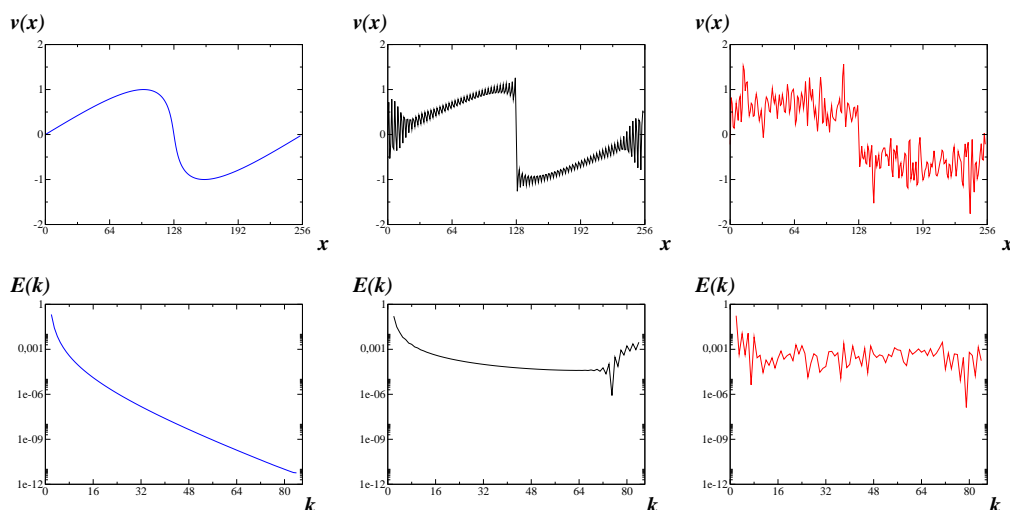 v(x) v(x) v(x)
2 2 2
1 1 1
0 0 0
-1 -1 -1
-2 -2 -2
0 64 128 192 256 0 64 128 192 256 0 64 128 192 256
x x x
E(k) E(k) E(k)
1 1 1
0,001 0,001 0,001
1e-06 1e-06 1e-06
1e-09 1e-09 1e-09
1e-12 1e-12 1e-12
0 16 32 48 64 80 0 16 32 48 64 80 0 16 32 48 64 80
k k k